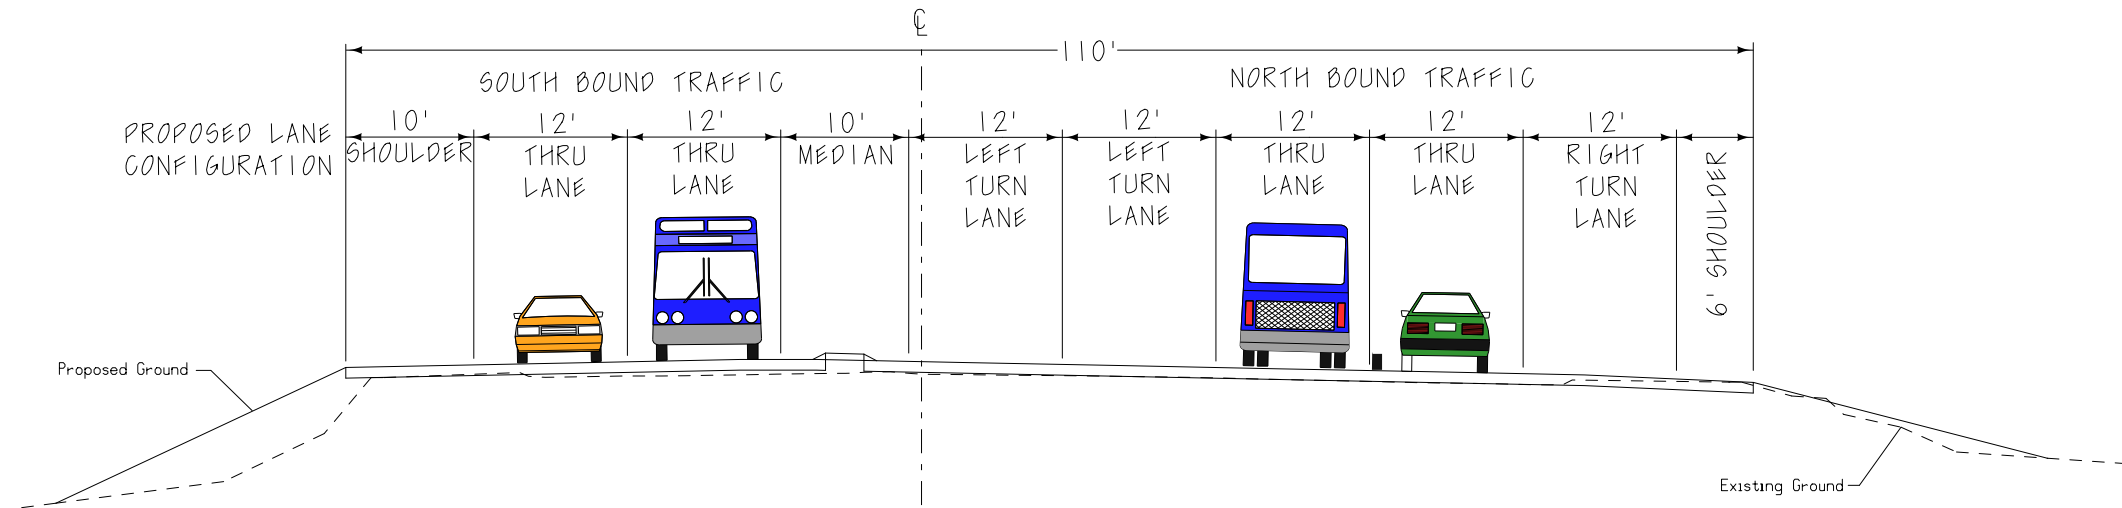 ℄
110'
SOUTH BOUND TRAFFIC
NORTH BOUND TRAFFIC
PROPOSED LANE
CONFIGURATION
10'
SHOULDER
12'
THRU
LANE
12'
THRU
LANE
10'
MEDIAN
12'
LEFT
TURN
LANE
12'
LEFT
TURN
LANE
12'
THRU
LANE
12'
THRU
LANE
12'
RIGHT
TURN
LANE
6' SHOULDER
Proposed Ground
Existing Ground